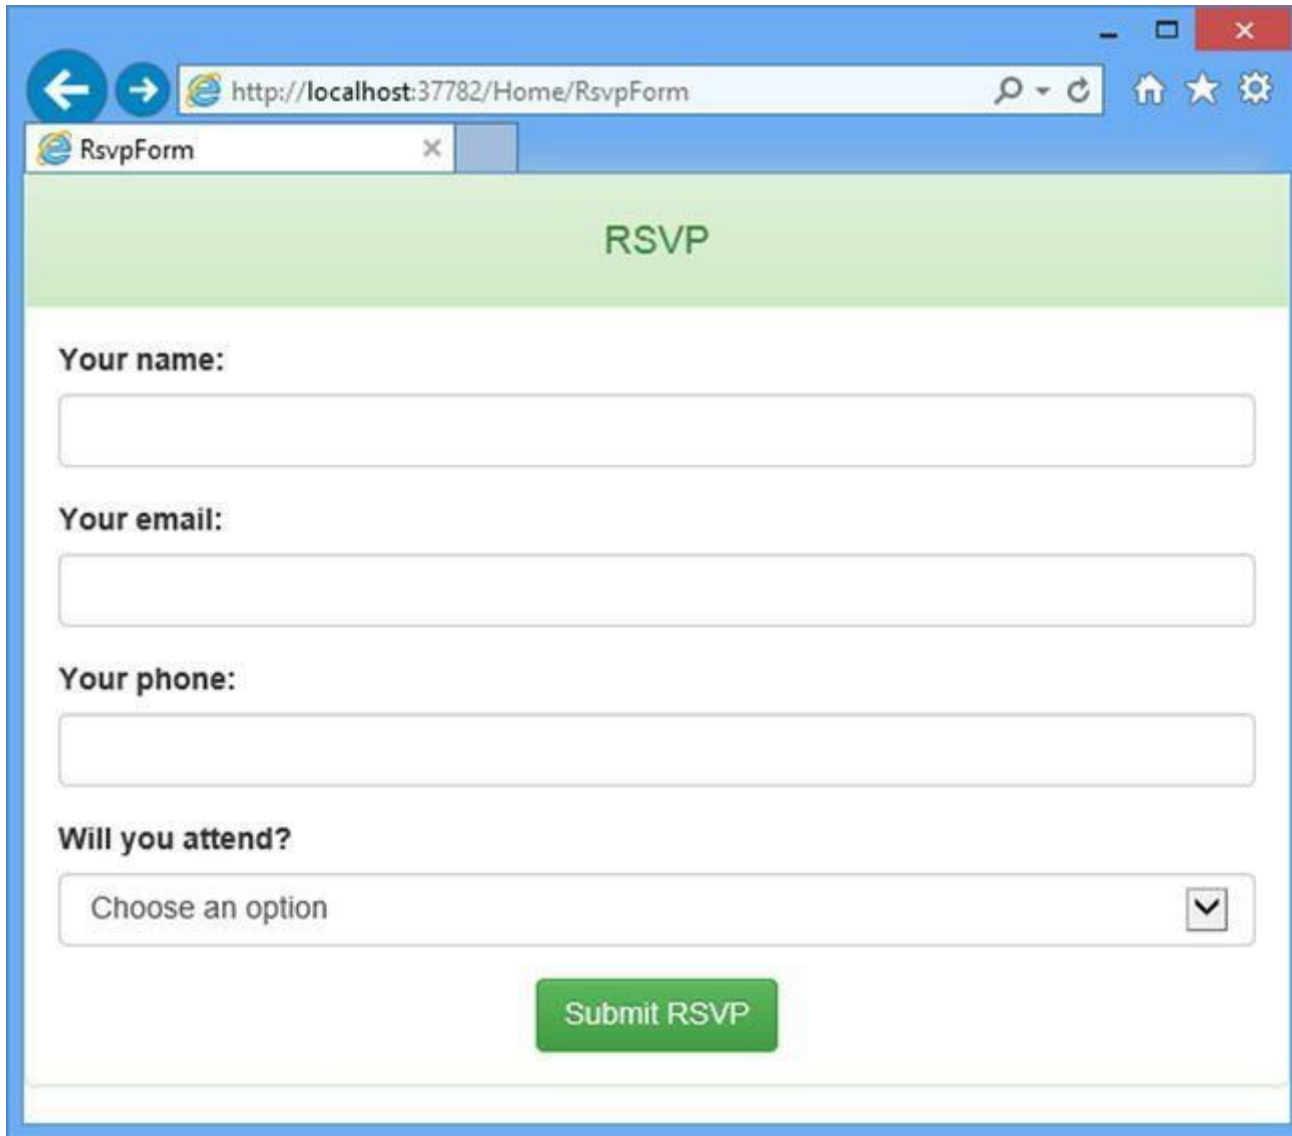 http://localhost:37782/Home/RsvpForm
RsvpForm
RSVP
Your name:
Your email:
Your phone:
Will you attend?
Choose an option
Submit RSVP